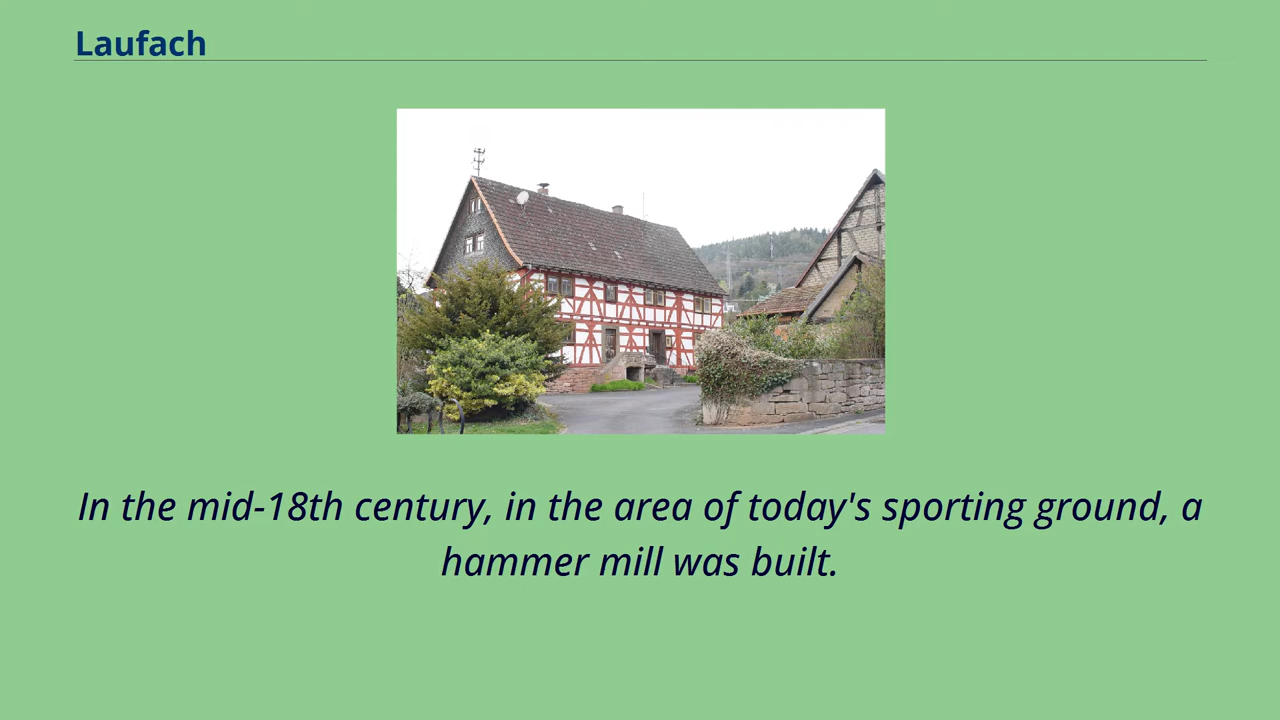 Laufach
In the mid-18th century, in the area of today's sporting ground, a
hammer mill was built.